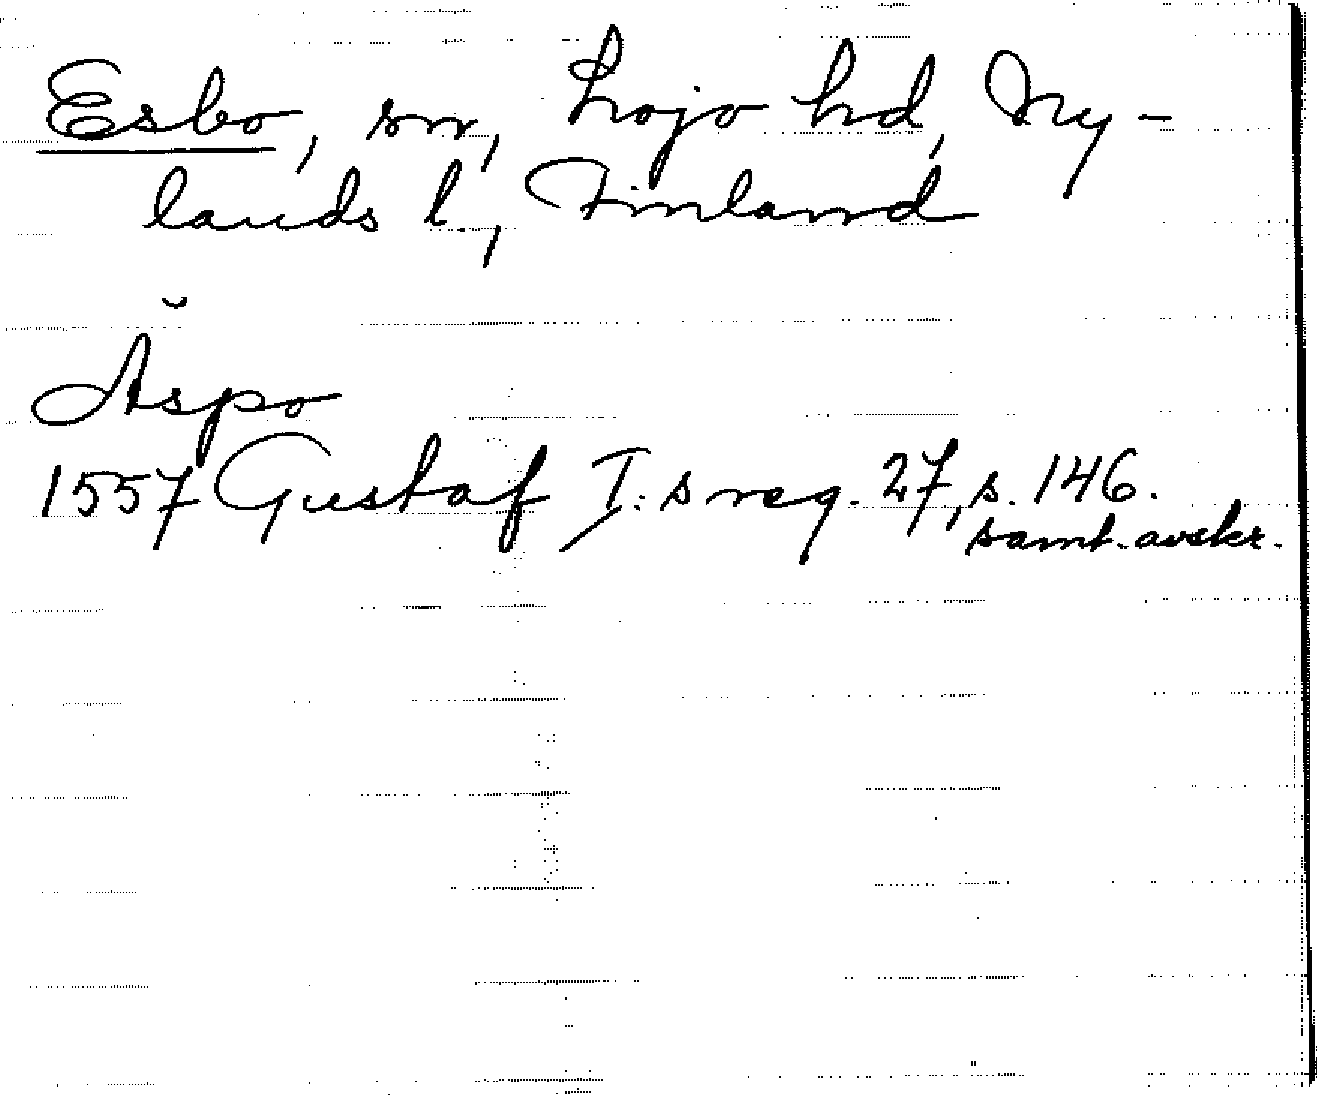 Esbo, sn, Lojo hd, Ny-
lands l., Finland
Åspo
1557 Gustaf I:s reg. 27, s. 146.
samt. avskr.